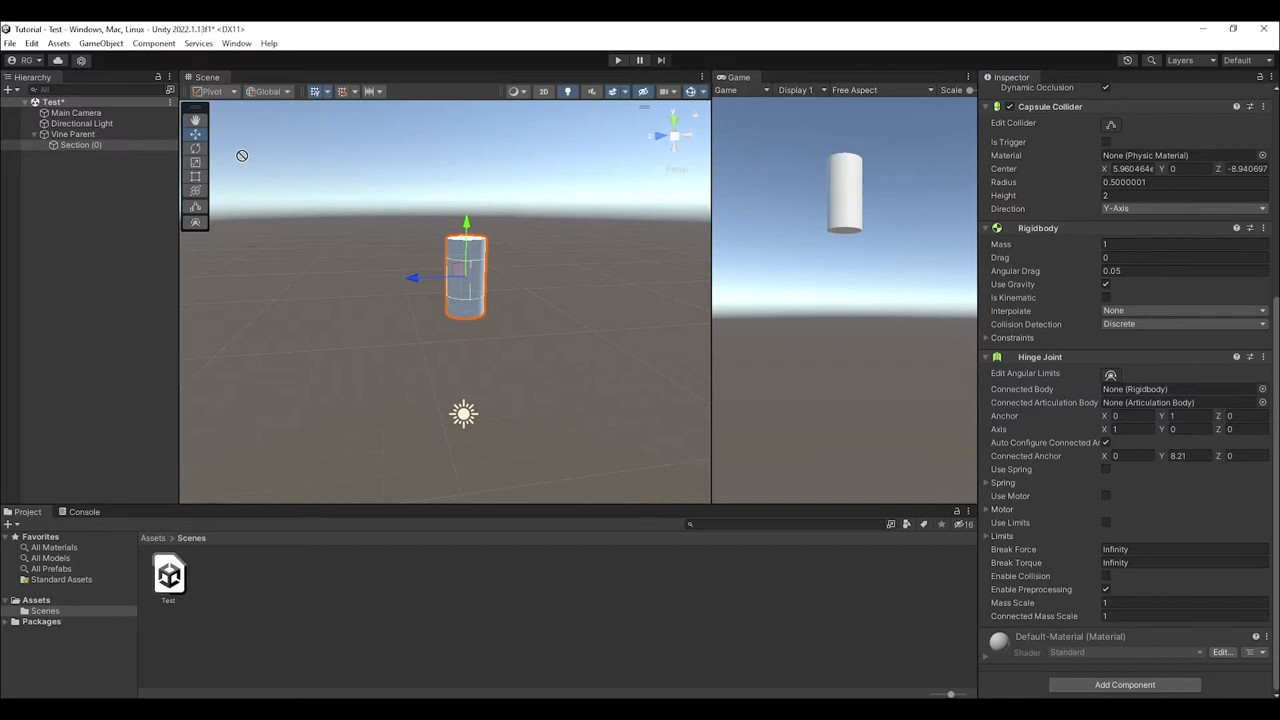 Tutorial - Test - Windows, Mac, Linux - Unity 2022.1.13f1* <DX11>
File Edit Assets GameObject Component Services Window Help
RG Layers Default
Hierarchy
All
Test*
Main Camera
Directional Light
Vine Parent
Section (0)
Scene
Pivot Global 2D
y
z
Persp
Game
Game Display 1 Free Aspect Scale
Inspector
Dynamic Occlusion
Capsule Collider
Edit Collider
Is Trigger
Material None (Physic Material)
Center X 5.960464e Y 0 Z -8.940697
Radius 0.5000001
Height 2
Direction Y-Axis
Rigidbody
Mass 1
Drag 0
Angular Drag 0.05
Use Gravity
Is Kinematic
Interpolate None
Collision Detection Discrete
Constraints
Hinge Joint
Edit Angular Limits
Connected Body None (Rigidbody)
Connected Articulation Body None (Articulation Body)
Anchor X 0 Y 1 Z 0
Axis X 1 Y 0 Z 0
Auto Configure Connected Ar
Connected Anchor X 0 Y 8.21 Z 0
Use Spring
Spring
Use Motor
Motor
Use Limits
Limits
Break Force Infinity
Break Torque Infinity
Enable Collision
Enable Preprocessing
Mass Scale 1
Connected Mass Scale 1
Default-Material (Material)
Shader Standard Edit...
Add Component
Project Console
16
Favorites
All Materials
All Models
All Prefabs
Standard Assets
Assets
Scenes
Packages
Assets > Scenes
Test